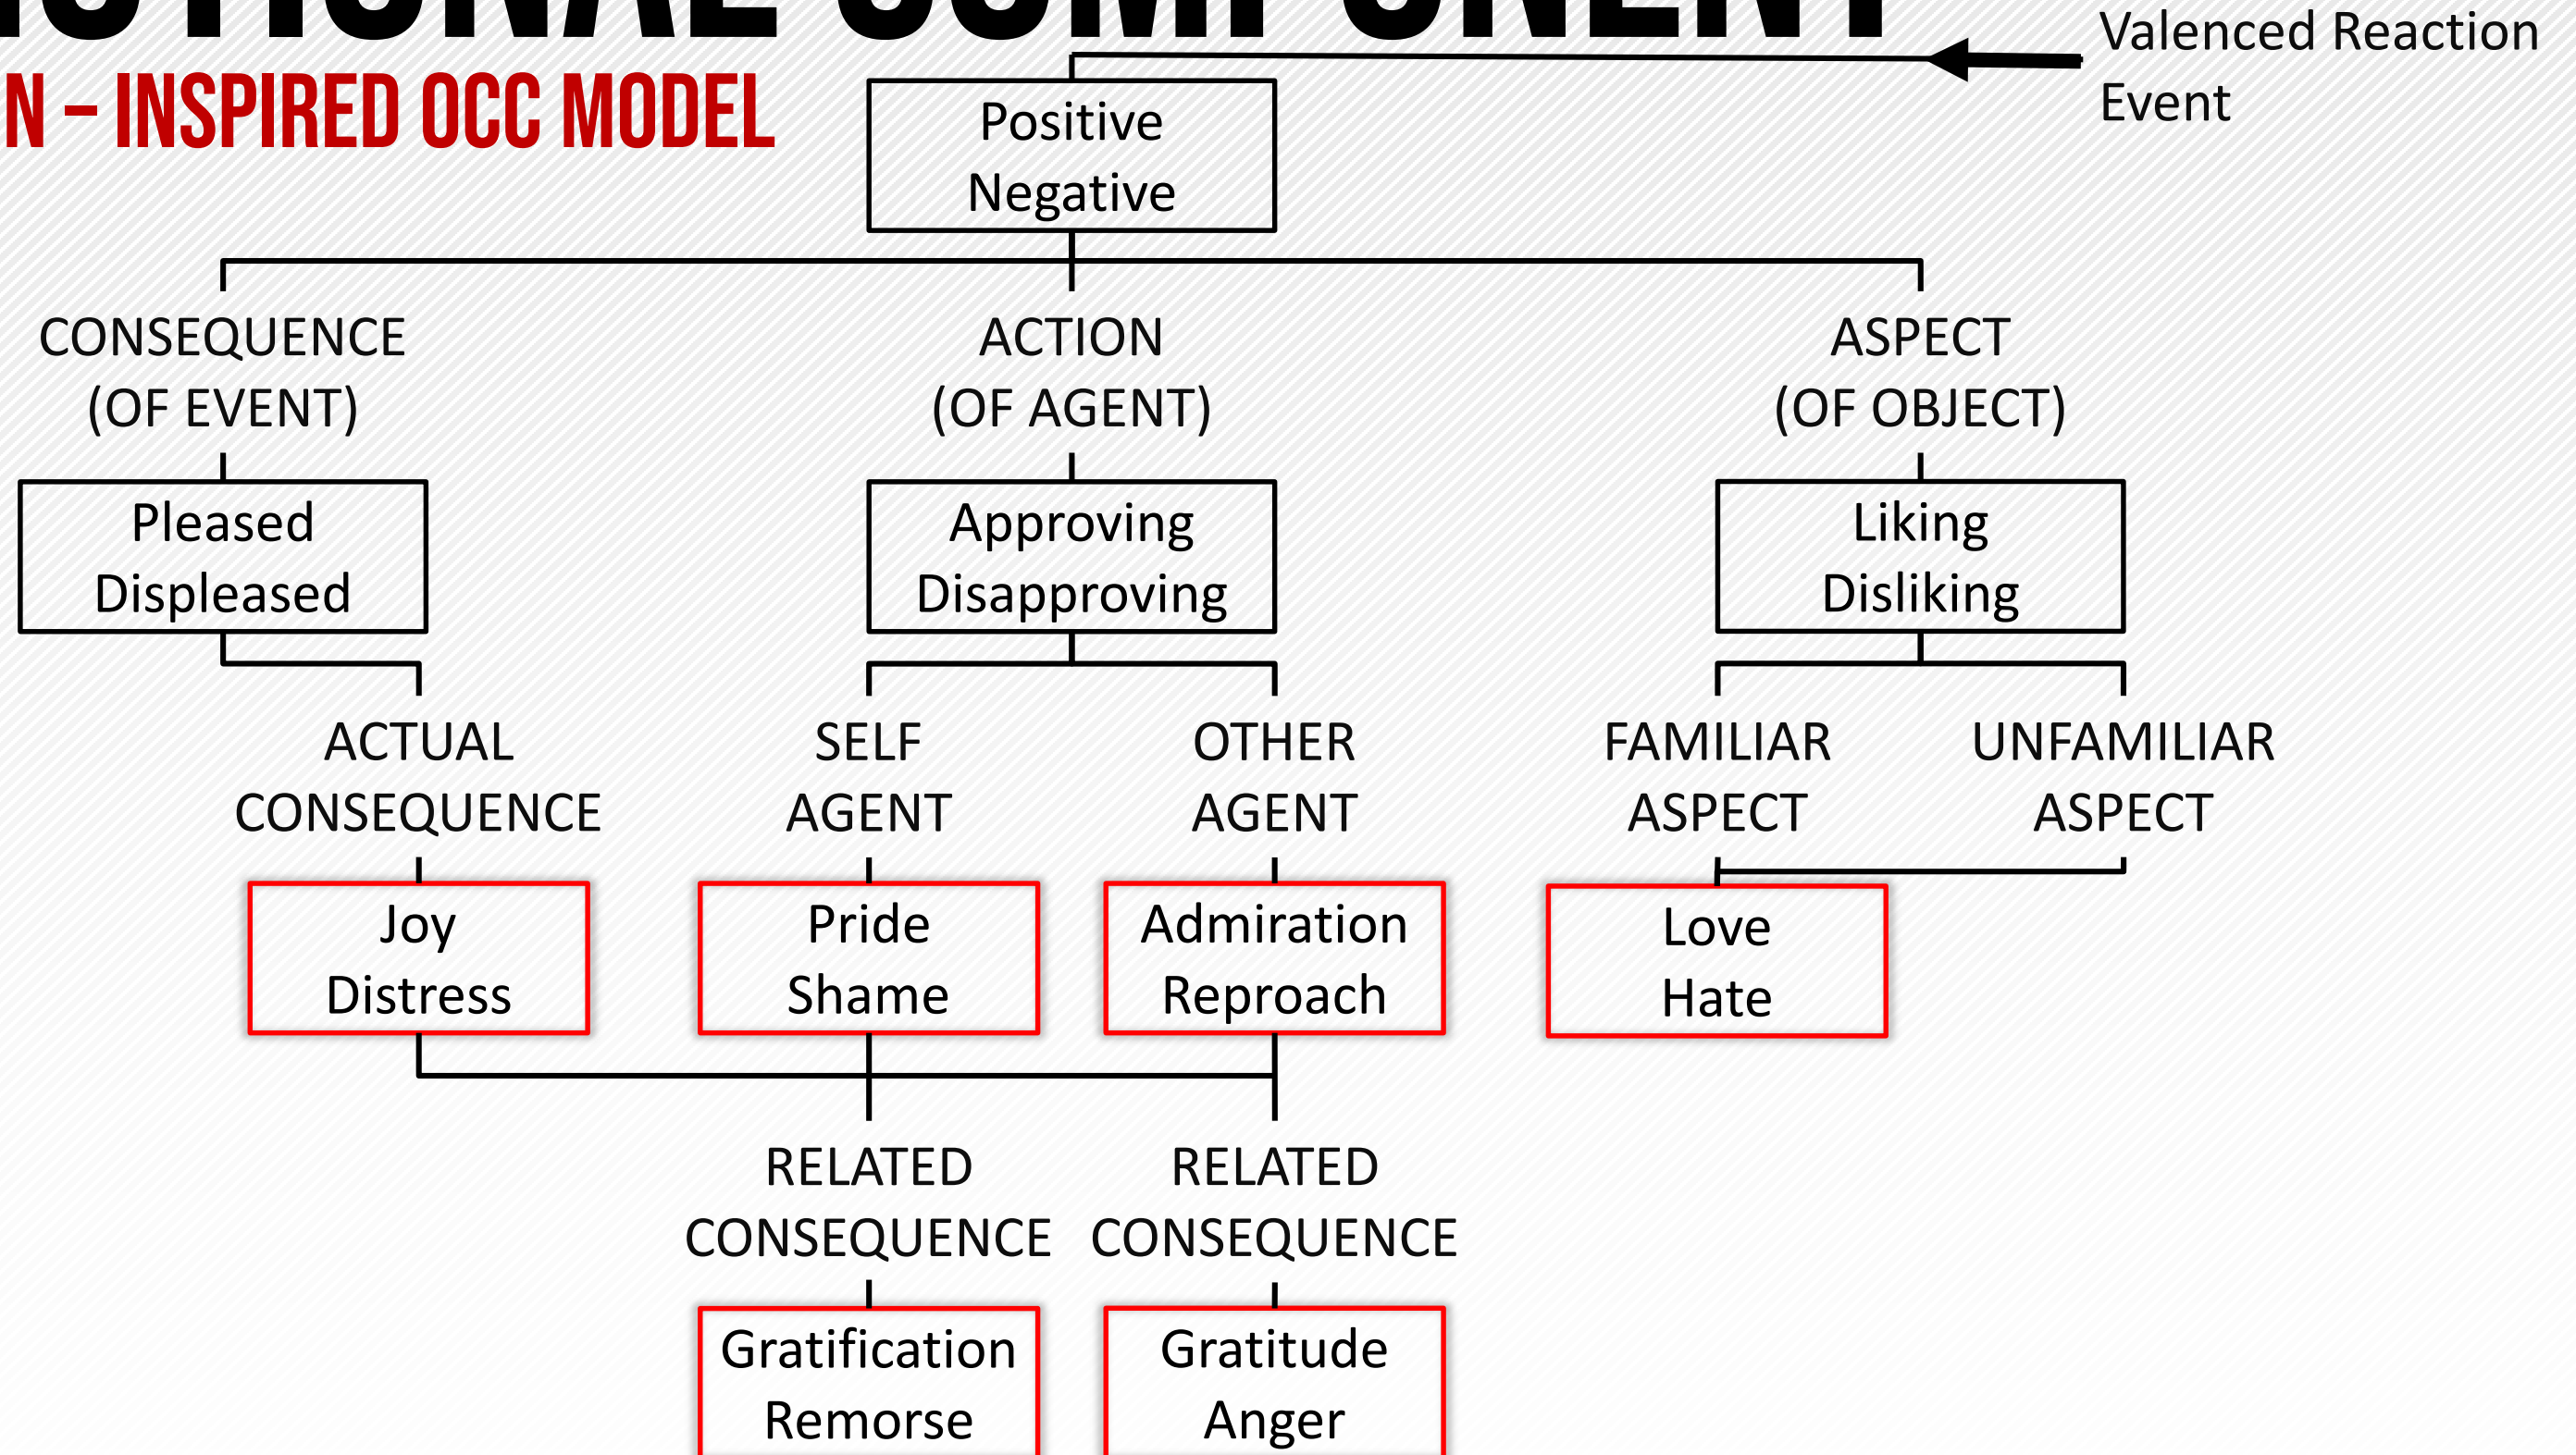 COMPONENT
Valenced Reaction
Event
N – INSPIRED OCC MODEL
Positive
Negative
CONSEQUENCE
(OF EVENT)
ACTION
(OF AGENT)
ASPECT
(OF OBJECT)
Pleased
Displeased
Approving
Disapproving
Liking
Disliking
ACTUAL
CONSEQUENCE
SELF
AGENT
OTHER
AGENT
FAMILIAR
ASPECT
UNFAMILIAR
ASPECT
Joy
Distress
Pride
Shame
Admiration
Reproach
Love
Hate
RELATED
CONSEQUENCE
RELATED
CONSEQUENCE
Gratification
Remorse
Gratitude
Anger